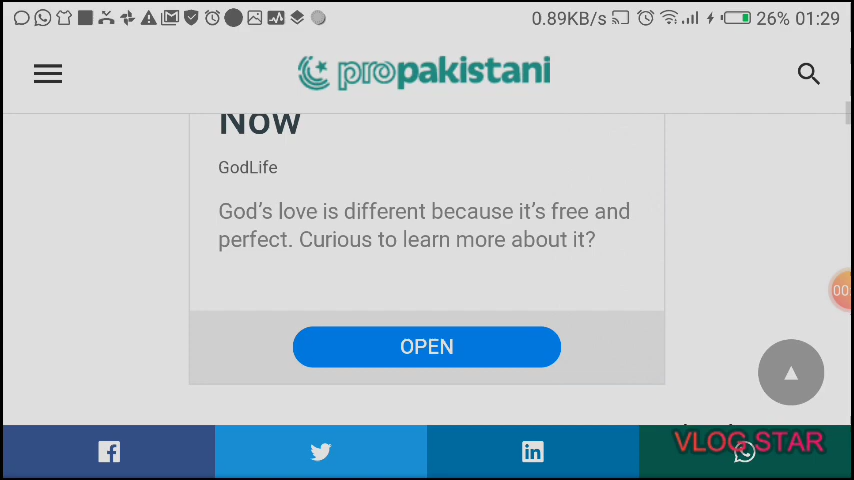 0.89KB/s 26% 01:29
propakistani
Now
GodLife
God's love is different because it's free and
perfect. Curious to learn more about it?
00:
OPEN
VLOG STAR